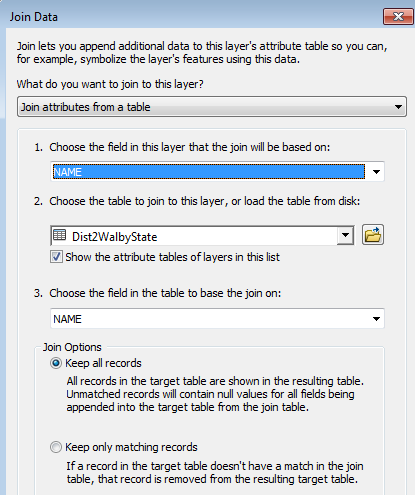 Join Data
Join lets you append additional data to this layer's attribute table so you can,
for example, symbolize the layer's features using this data.
What do you want to join to this layer?
Join attributes from a table
1. Choose the field in this layer that the join will be based on:
NAME
2. Choose the table to join to this layer, or load the table from disk:
Dist2WalbyState
Show the attribute tables of layers in this list
3. Choose the field in the table to base the join on:
NAME
Join Options
Keep all records
All records in the target table are shown in the resulting table.
Unmatched records will contain null values for all fields being
appended into the target table from the join table.
Keep only matching records
If a record in the target table doesn't have a match in the join
table, that record is removed from the resulting target table.